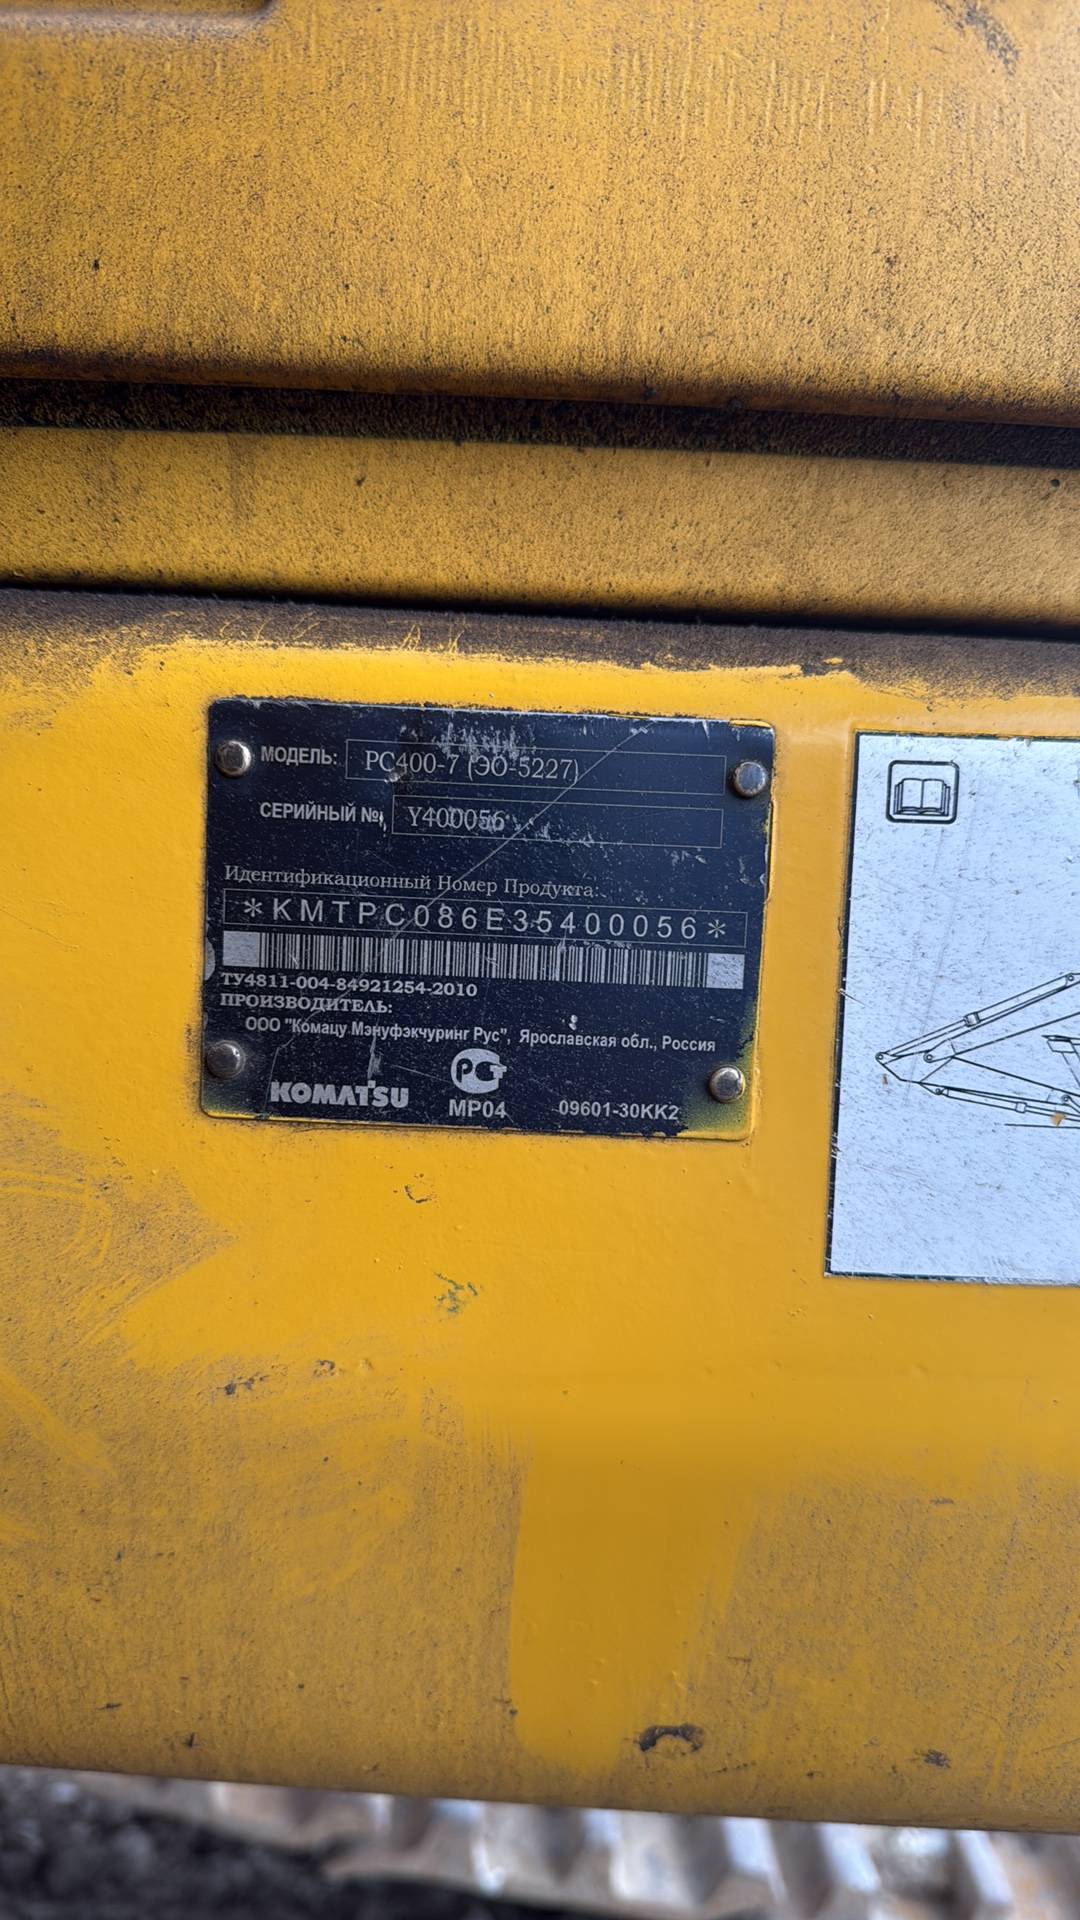 МОДЕЛЬ: PC400-7 (ЭО-5227)
СЕРИЙНЫЙ №, Y400056
Идентификационный Номер Продукта:
*KMTPC086E35400056*
ТУ4811-004-84921254-2010
ПРОИЗВОДИТЕЛЬ:
ООО "Комацу Мэнуфэкчуринг Рус", Ярославская обл., Россия
РСТ
KOMATSU МР04 09601-30KK2